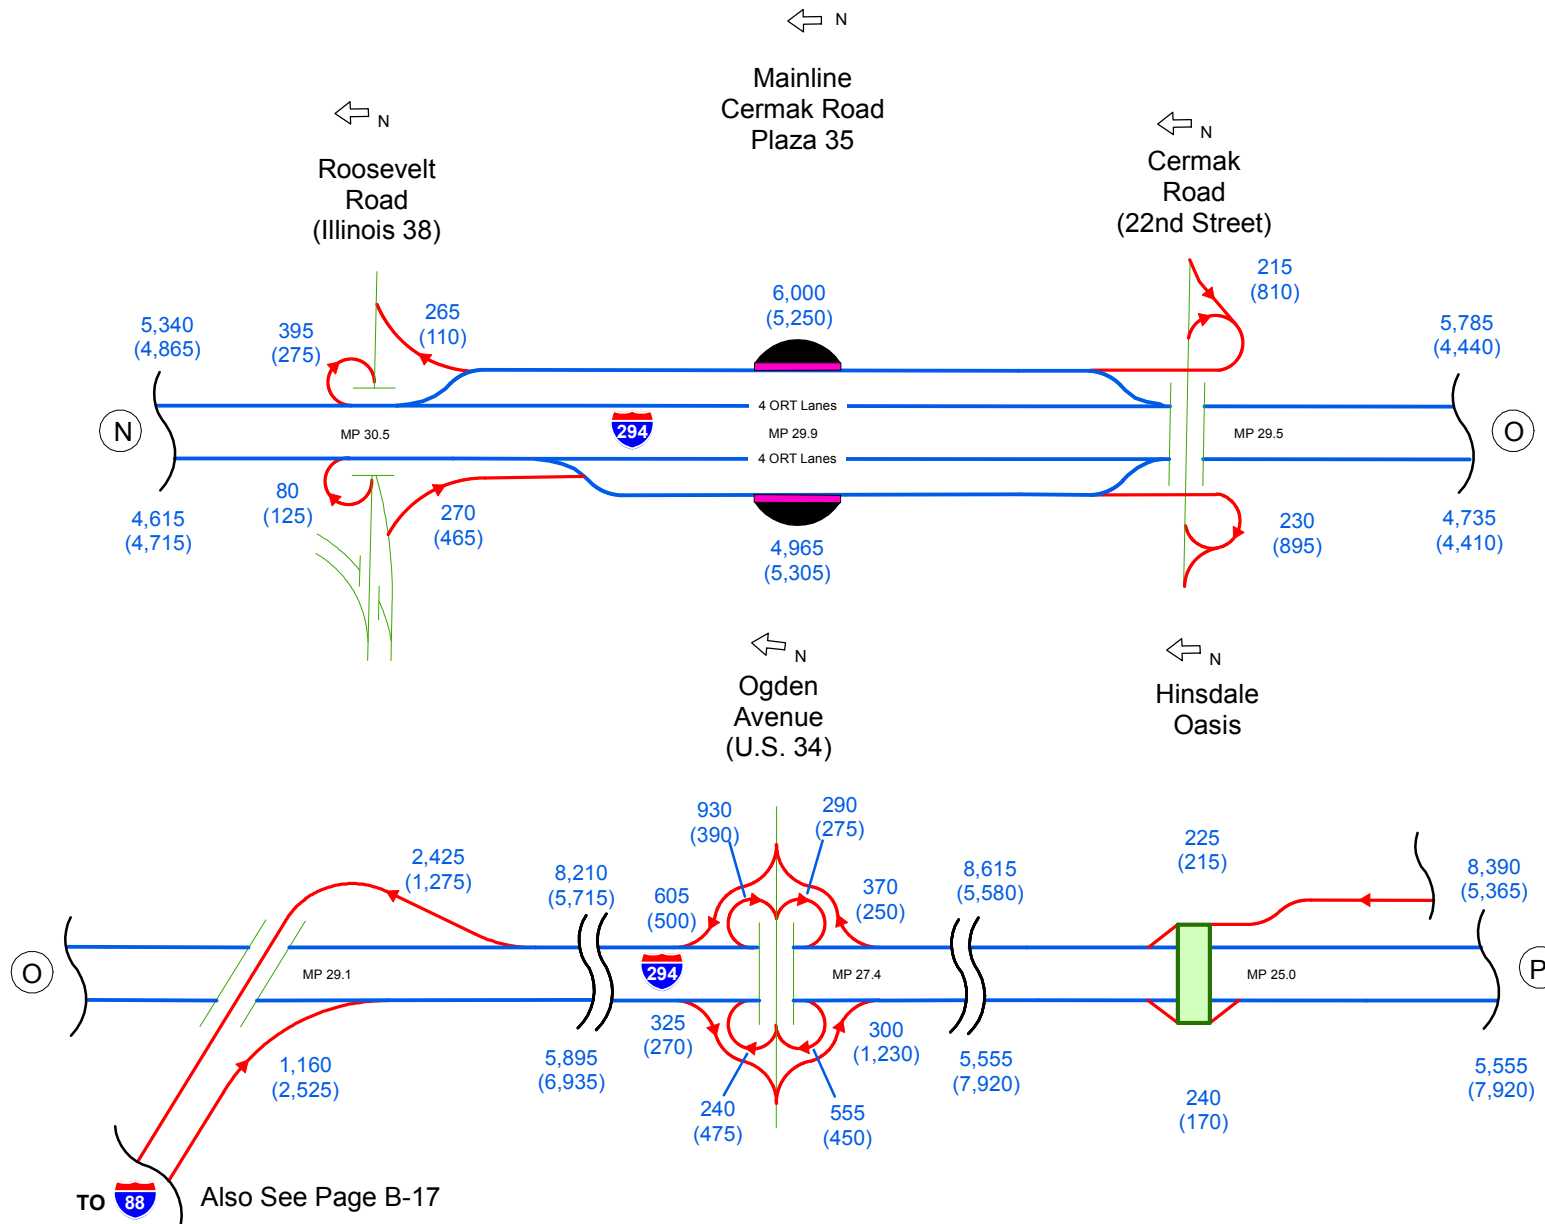 N
Mainline
Cermak Road
Plaza 35
N
Roosevelt
Road
(Illinois 38)
N
Cermak
Road
(22nd Street)
5,340
(4,865)
395
(275)
265
(110)
6,000
(5,250)
215
(810)
5,785
(4,440)
N
MP 30.5
294
4 ORT Lanes
MP 29.9
4 ORT Lanes
MP 29.5
O
4,615
(4,715)
80
(125)
270
(465)
4,965
(5,305)
230
(895)
4,735
(4,410)
N
Ogden
Avenue
(U.S. 34)
N
Hinsdale
Oasis
2,425
(1,275)
8,210
(5,715)
605
(500)
930
(390)
290
(275)
370
(250)
8,615
(5,580)
225
(215)
8,390
(5,365)
O
MP 29.1
294
MP 27.4
MP 25.0
P
1,160
(2,525)
5,895
(6,935)
325
(270)
240
(475)
555
(450)
300
(1,230)
5,555
(7,920)
240
(170)
5,555
(7,920)
TO 88 Also See Page B-17